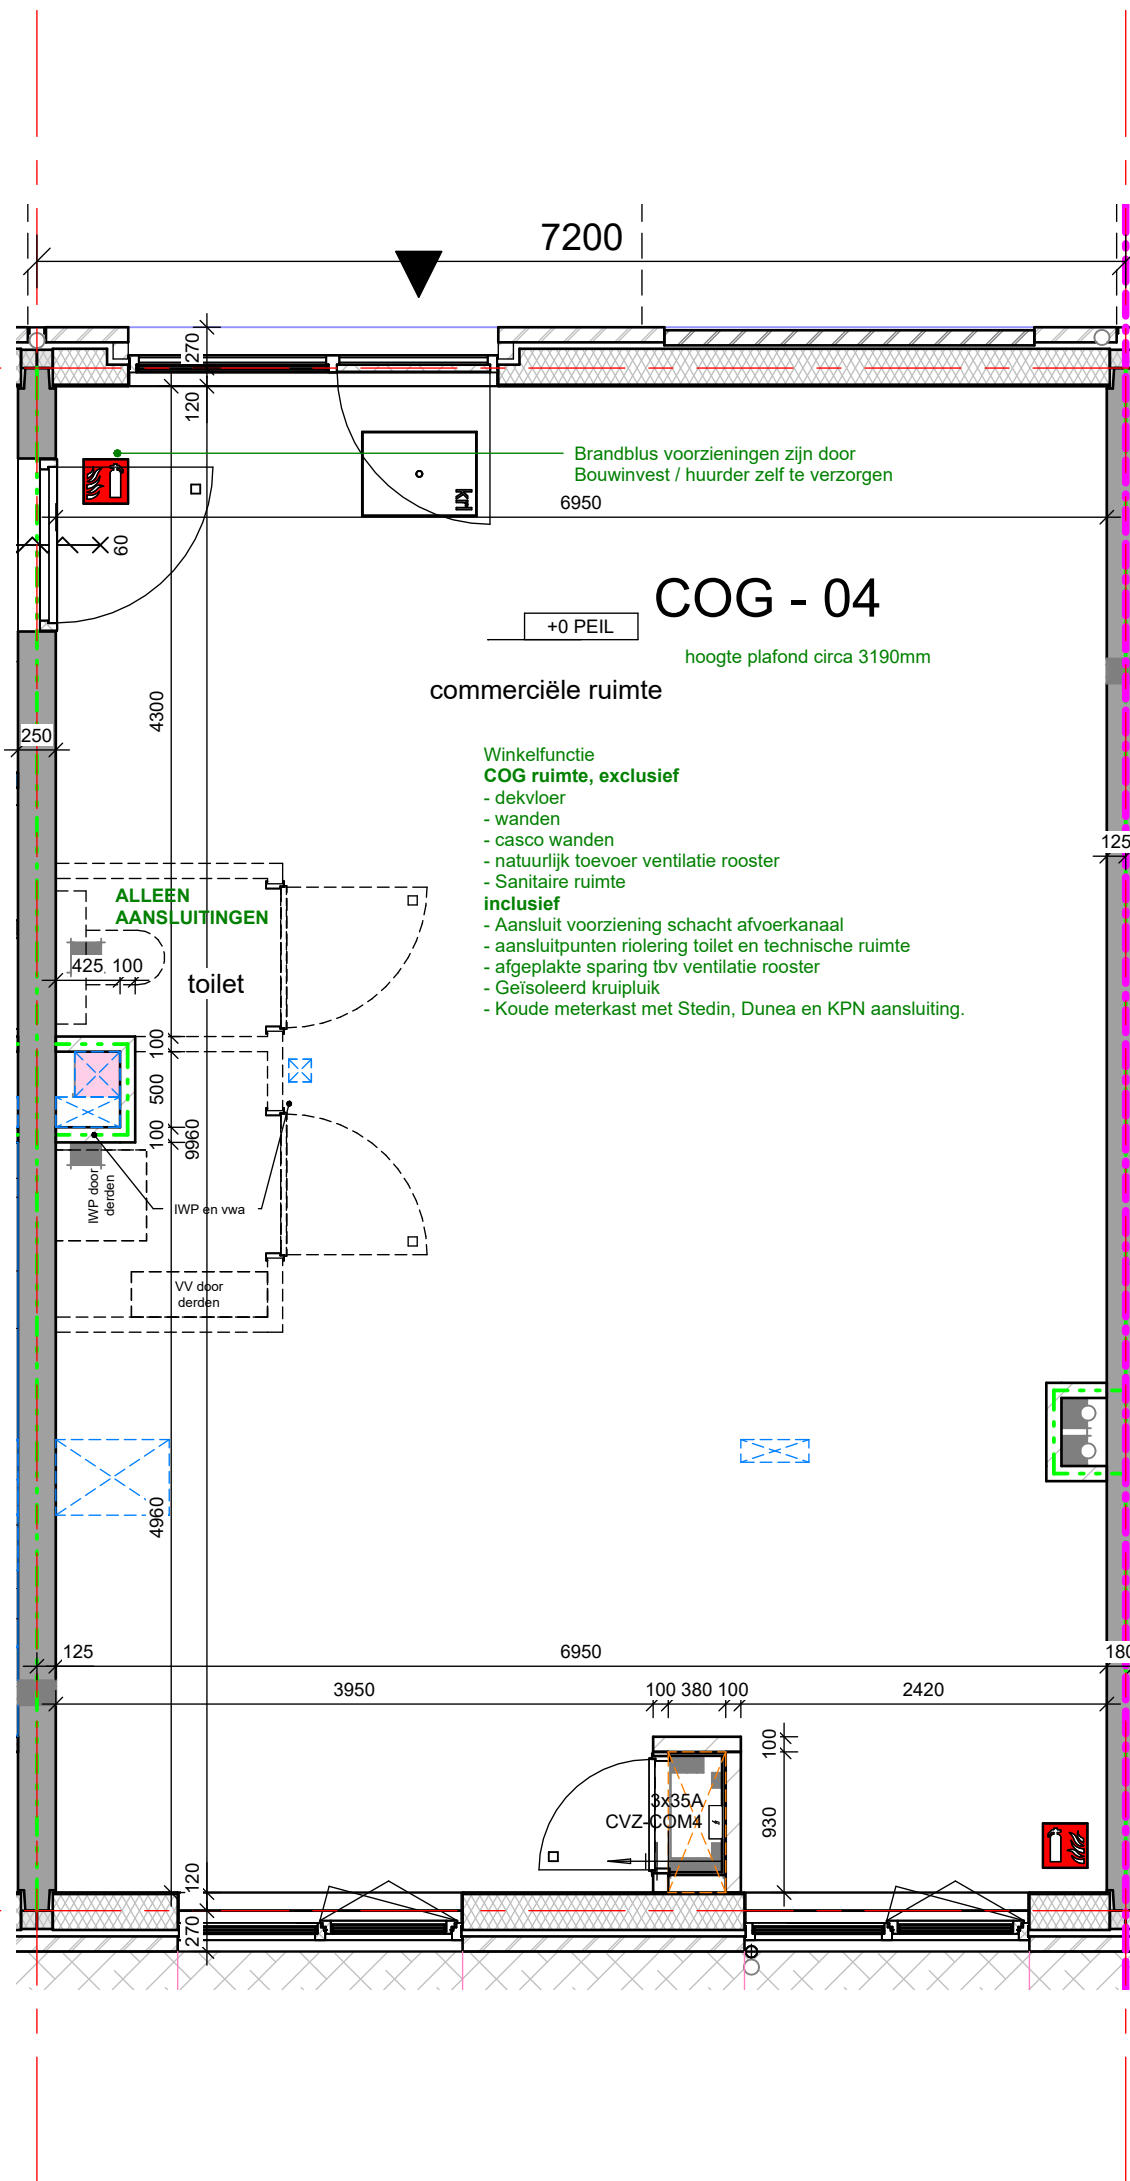 7200
270
120
Brandblus voorzieningen zijn door
Bouwinvest / huurder zelf te verzorgen
krl
6950
60
COG - 04
+0 PEIL
hoogte plafond circa 3190mm
commerciële ruimte
4300
250
Winkelfunctie
COG ruimte, exclusief
- dekvloer
- wanden
- casco wanden
- natuurlijk toevoer ventilatie rooster
- Sanitaire ruimte
inclusief
- Aansluit voorziening schacht afvoerkanaal
- aansluitpunten riolering toilet en technische ruimte
- afgeplakte sparing tbv ventilatie rooster
- Geïsoleerd kruipluik
- Koude meterkast met Stedin, Dunea en KPN aansluiting.
125
ALLEEN
AANSLUITINGEN
425 100
toilet
100
500
100
9960
IWP door
derden
IWP en vwa
VV door
derden
4960
125
6950
180
3950
100 380 100
2420
100
3x35A
CVZ-COM4
930
120
270